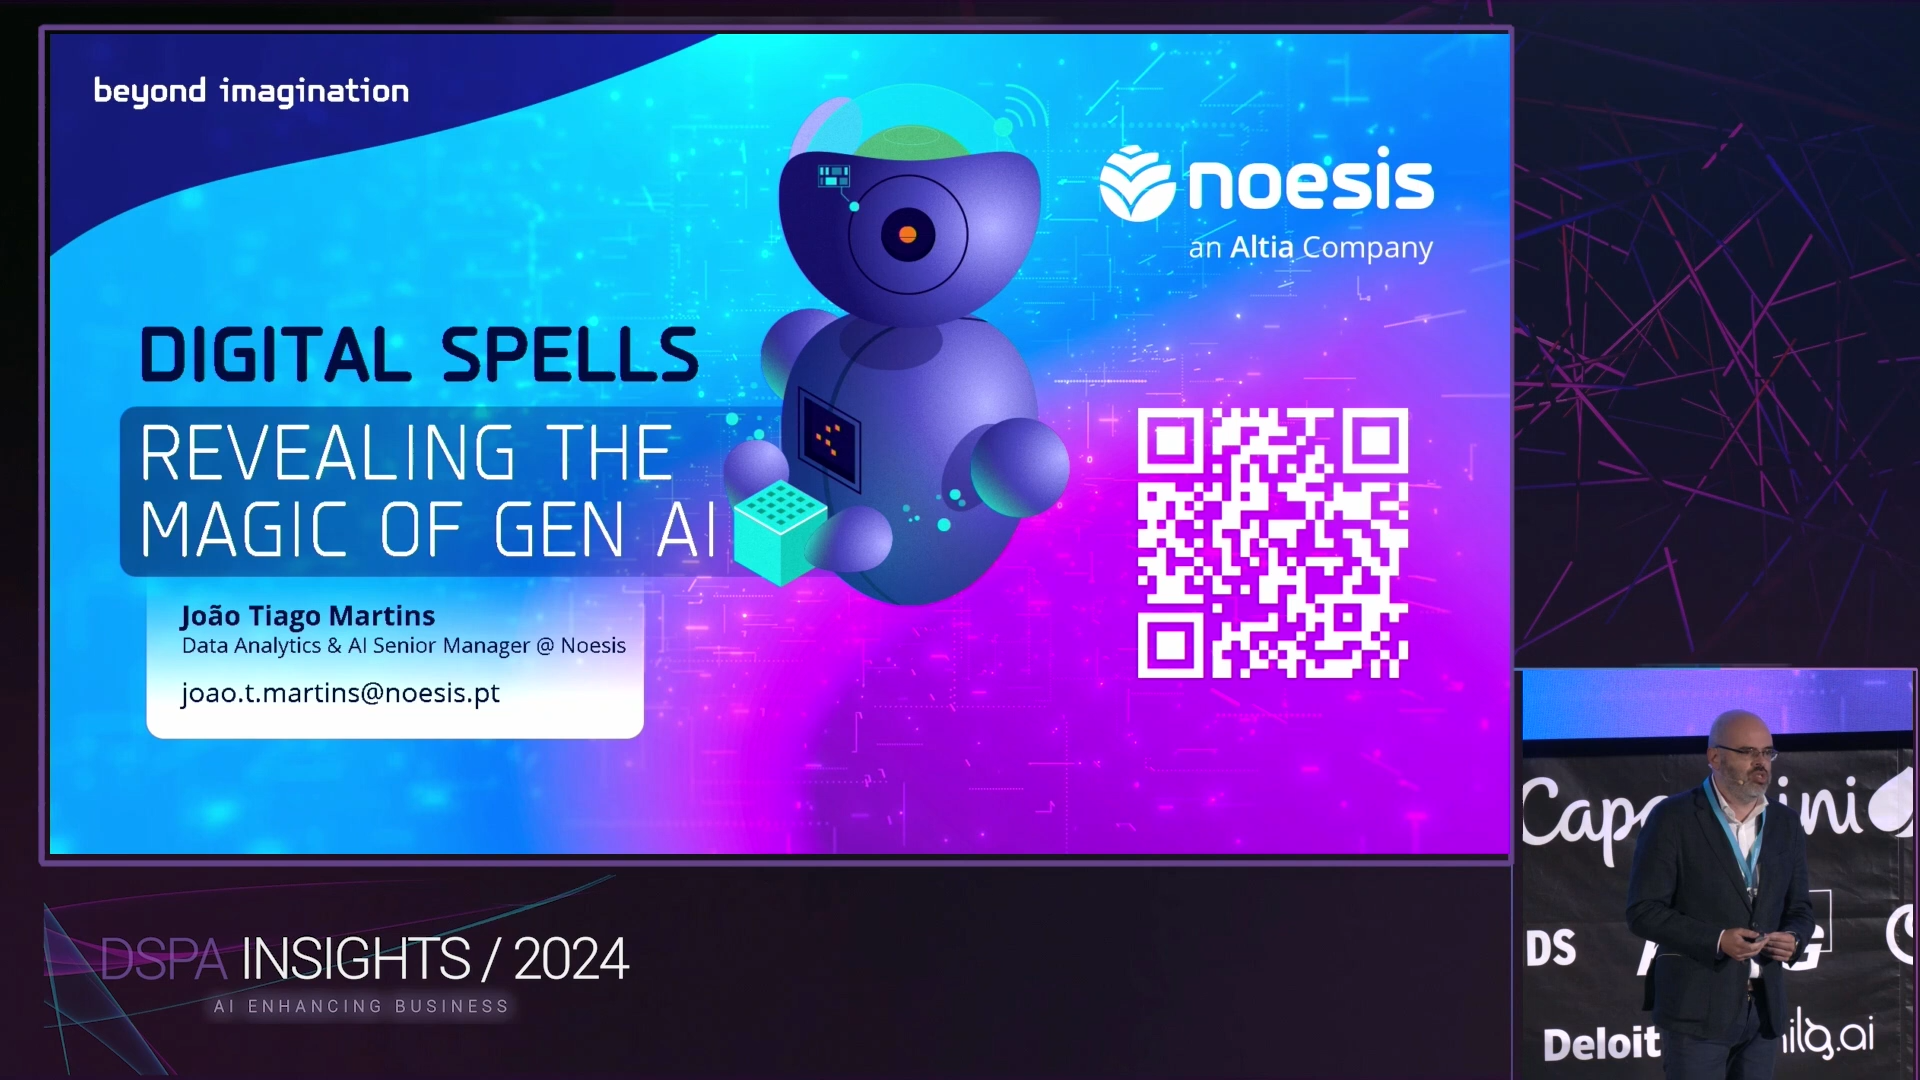 beyond imagination
noesis
an Altia Company
DIGITAL SPELLS
REVEALING THE
MAGIC OF GEN AI
João Tiago Martins
Data Analytics & AI Senior Manager @ Noesis
joao.t.martins@noesis.pt
DSPA INSIGHTS / 2024
AI ENHANCING BUSINESS
DS
Deloit